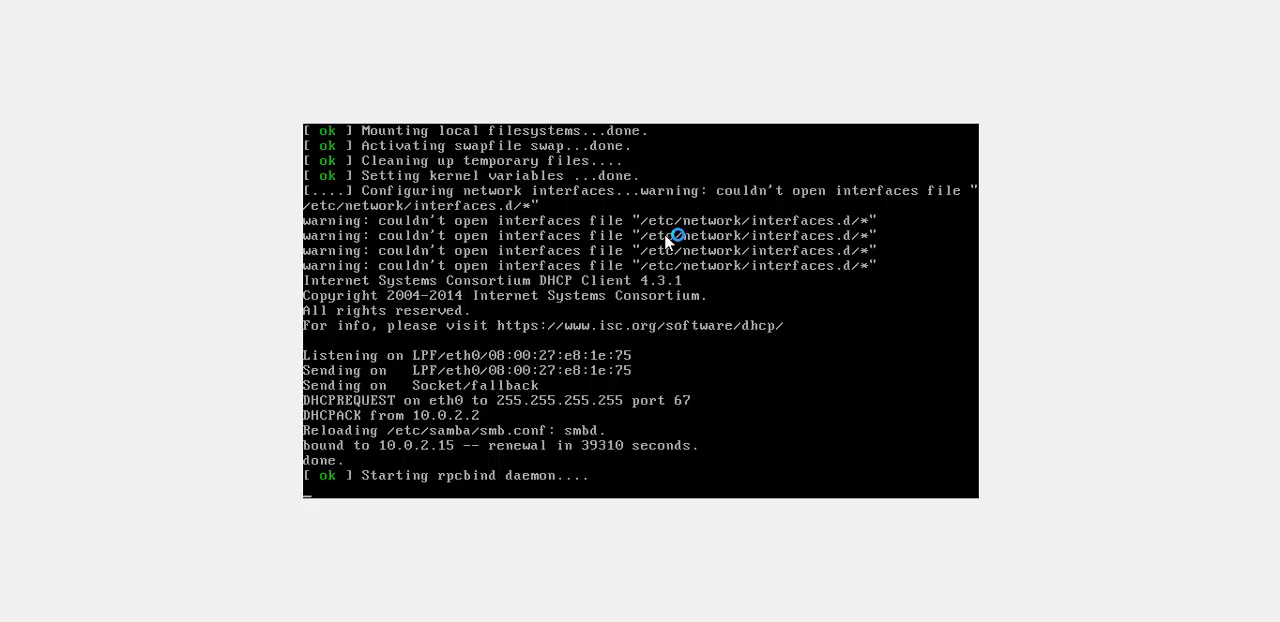 [ ok ] Mounting local filesystems...done.
[ ok ] Activating swapfile swap...done.
[ ok ] Cleaning up temporary files....
[ ok ] Setting kernel variables ...done.
[....] Configuring network interfaces...warning: couldn't open interfaces file "
/etc/network/interfaces.d/*"
warning: couldn't open interfaces file "/etc/network/interfaces.d/*"
warning: couldn't open interfaces file "/etc/network/interfaces.d/*"
warning: couldn't open interfaces file "/etc/network/interfaces.d/*"
warning: couldn't open interfaces file "/etc/network/interfaces.d/*"
Internet Systems Consortium DHCP Client 4.3.1
Copyright 2004-2014 Internet Systems Consortium.
All rights reserved.
For info, please visit https://www.isc.org/software/dhcp/
Listening on LPF/eth0/08:00:27:e8:1e:75
Sending on   LPF/eth0/08:00:27:e8:1e:75
Sending on   Socket/fallback
DHCPREQUEST on eth0 to 255.255.255.255 port 67
DHCPACK from 10.0.2.2
Reloading /etc/samba/smb.conf: smbd.
bound to 10.0.2.15 -- renewal in 39310 seconds.
done.
[ ok ] Starting rpcbind daemon....
_